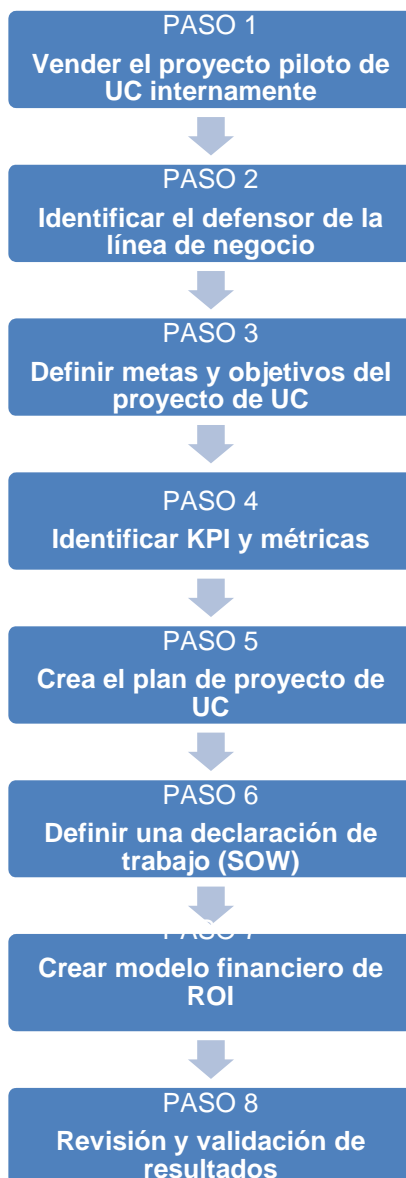 PASO 1
Vender el proyecto piloto de
UC internamente
PASO 2
Identificar el defensor de la
línea de negocio
PASO 3
Definir metas y objetivos del
proyecto de UC
PASO 4
Identificar KPI y métricas
PASO 5
Crea el plan de proyecto de
UC
PASO 6
Definir una declaración de
trabajo (SOW)
PASO 7
Crear modelo financiero de
ROI
PASO 8
Revisión y validación de
resultados